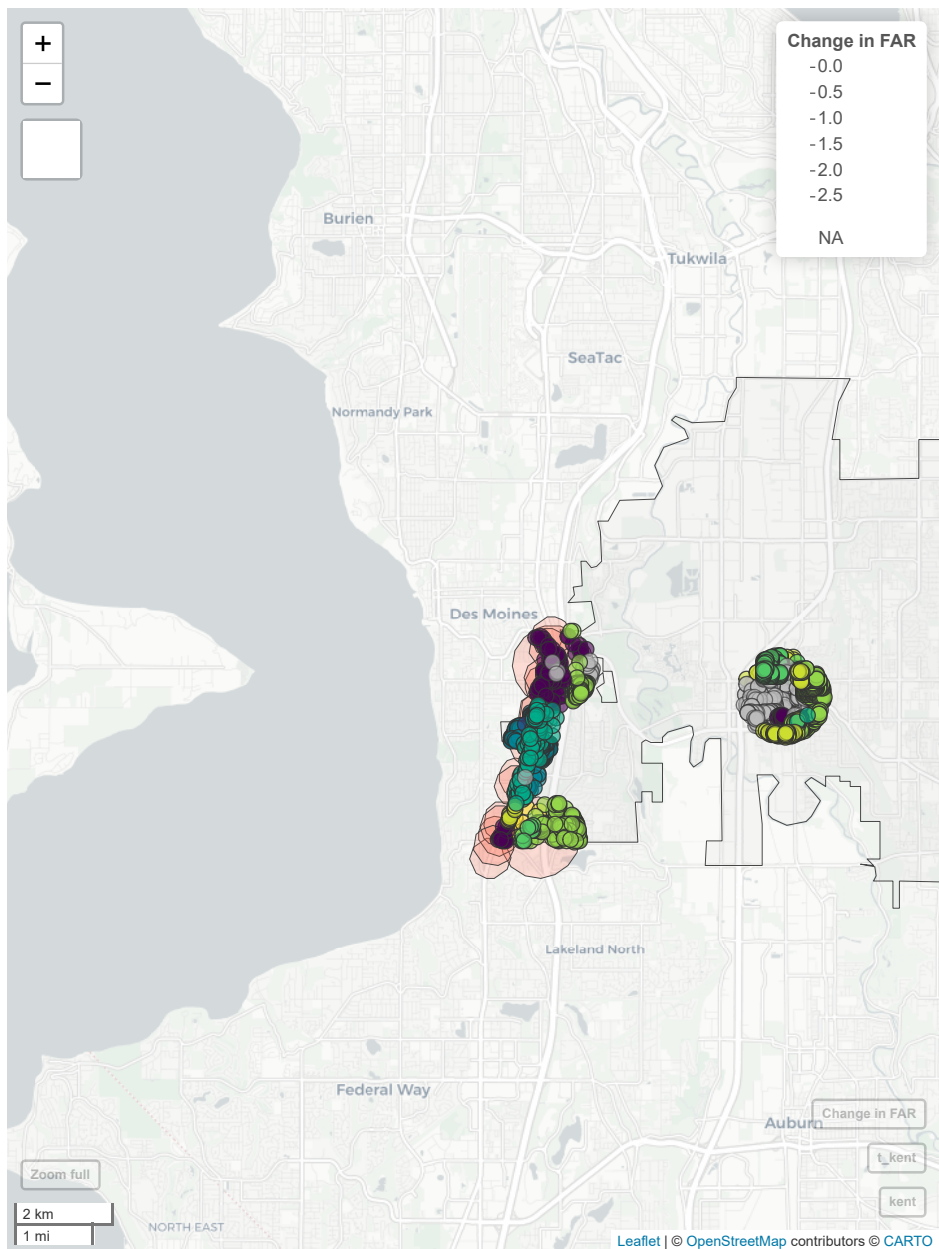 +
−
Change in FAR
-0.0
-0.5
-1.0
-1.5
-2.0
-2.5
NA
Burien
Tukwila
SeaTac
Normandy Park
Des Moines
Lakeland North
Federal Way
Auburn
Change in FAR
t_kent
kent
Zoom full
2 km
1 mi
NORTH EAST
Leaflet | © OpenStreetMap contributors © CARTO